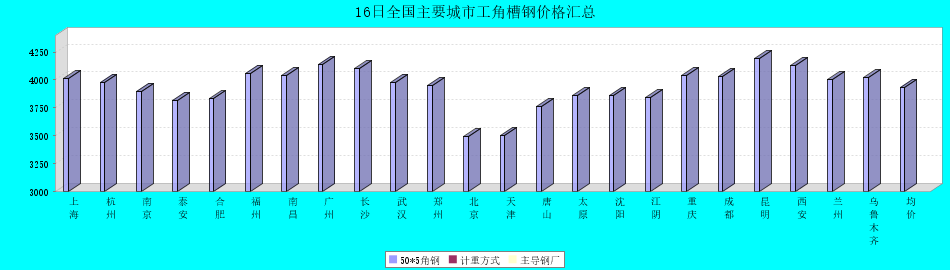 16日全国主要城市工角槽钢价格汇总
4250
4000
3750
3500
3250
3000
上海 杭州 南京 泰安 合肥 福州 南昌 广州 长沙 武汉 郑州 北京 天津 唐山 太原 沈阳 江阴 重庆 成都 昆明 西安 兰州 乌鲁木齐 均价
50*5角钢 计重方式 主导钢厂